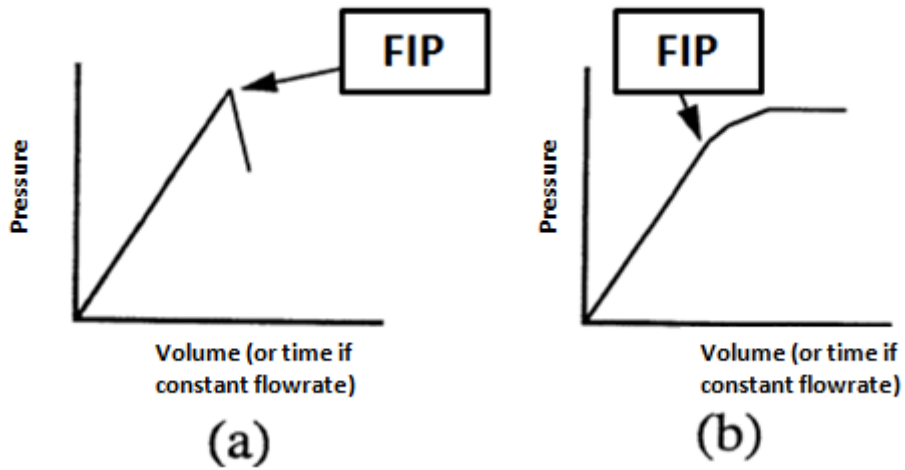 FIP
Pressure
Volume (or time if
constant flowrate)
(a)
FIP
Pressure
Volume (or time if
constant flowrate)
(b)